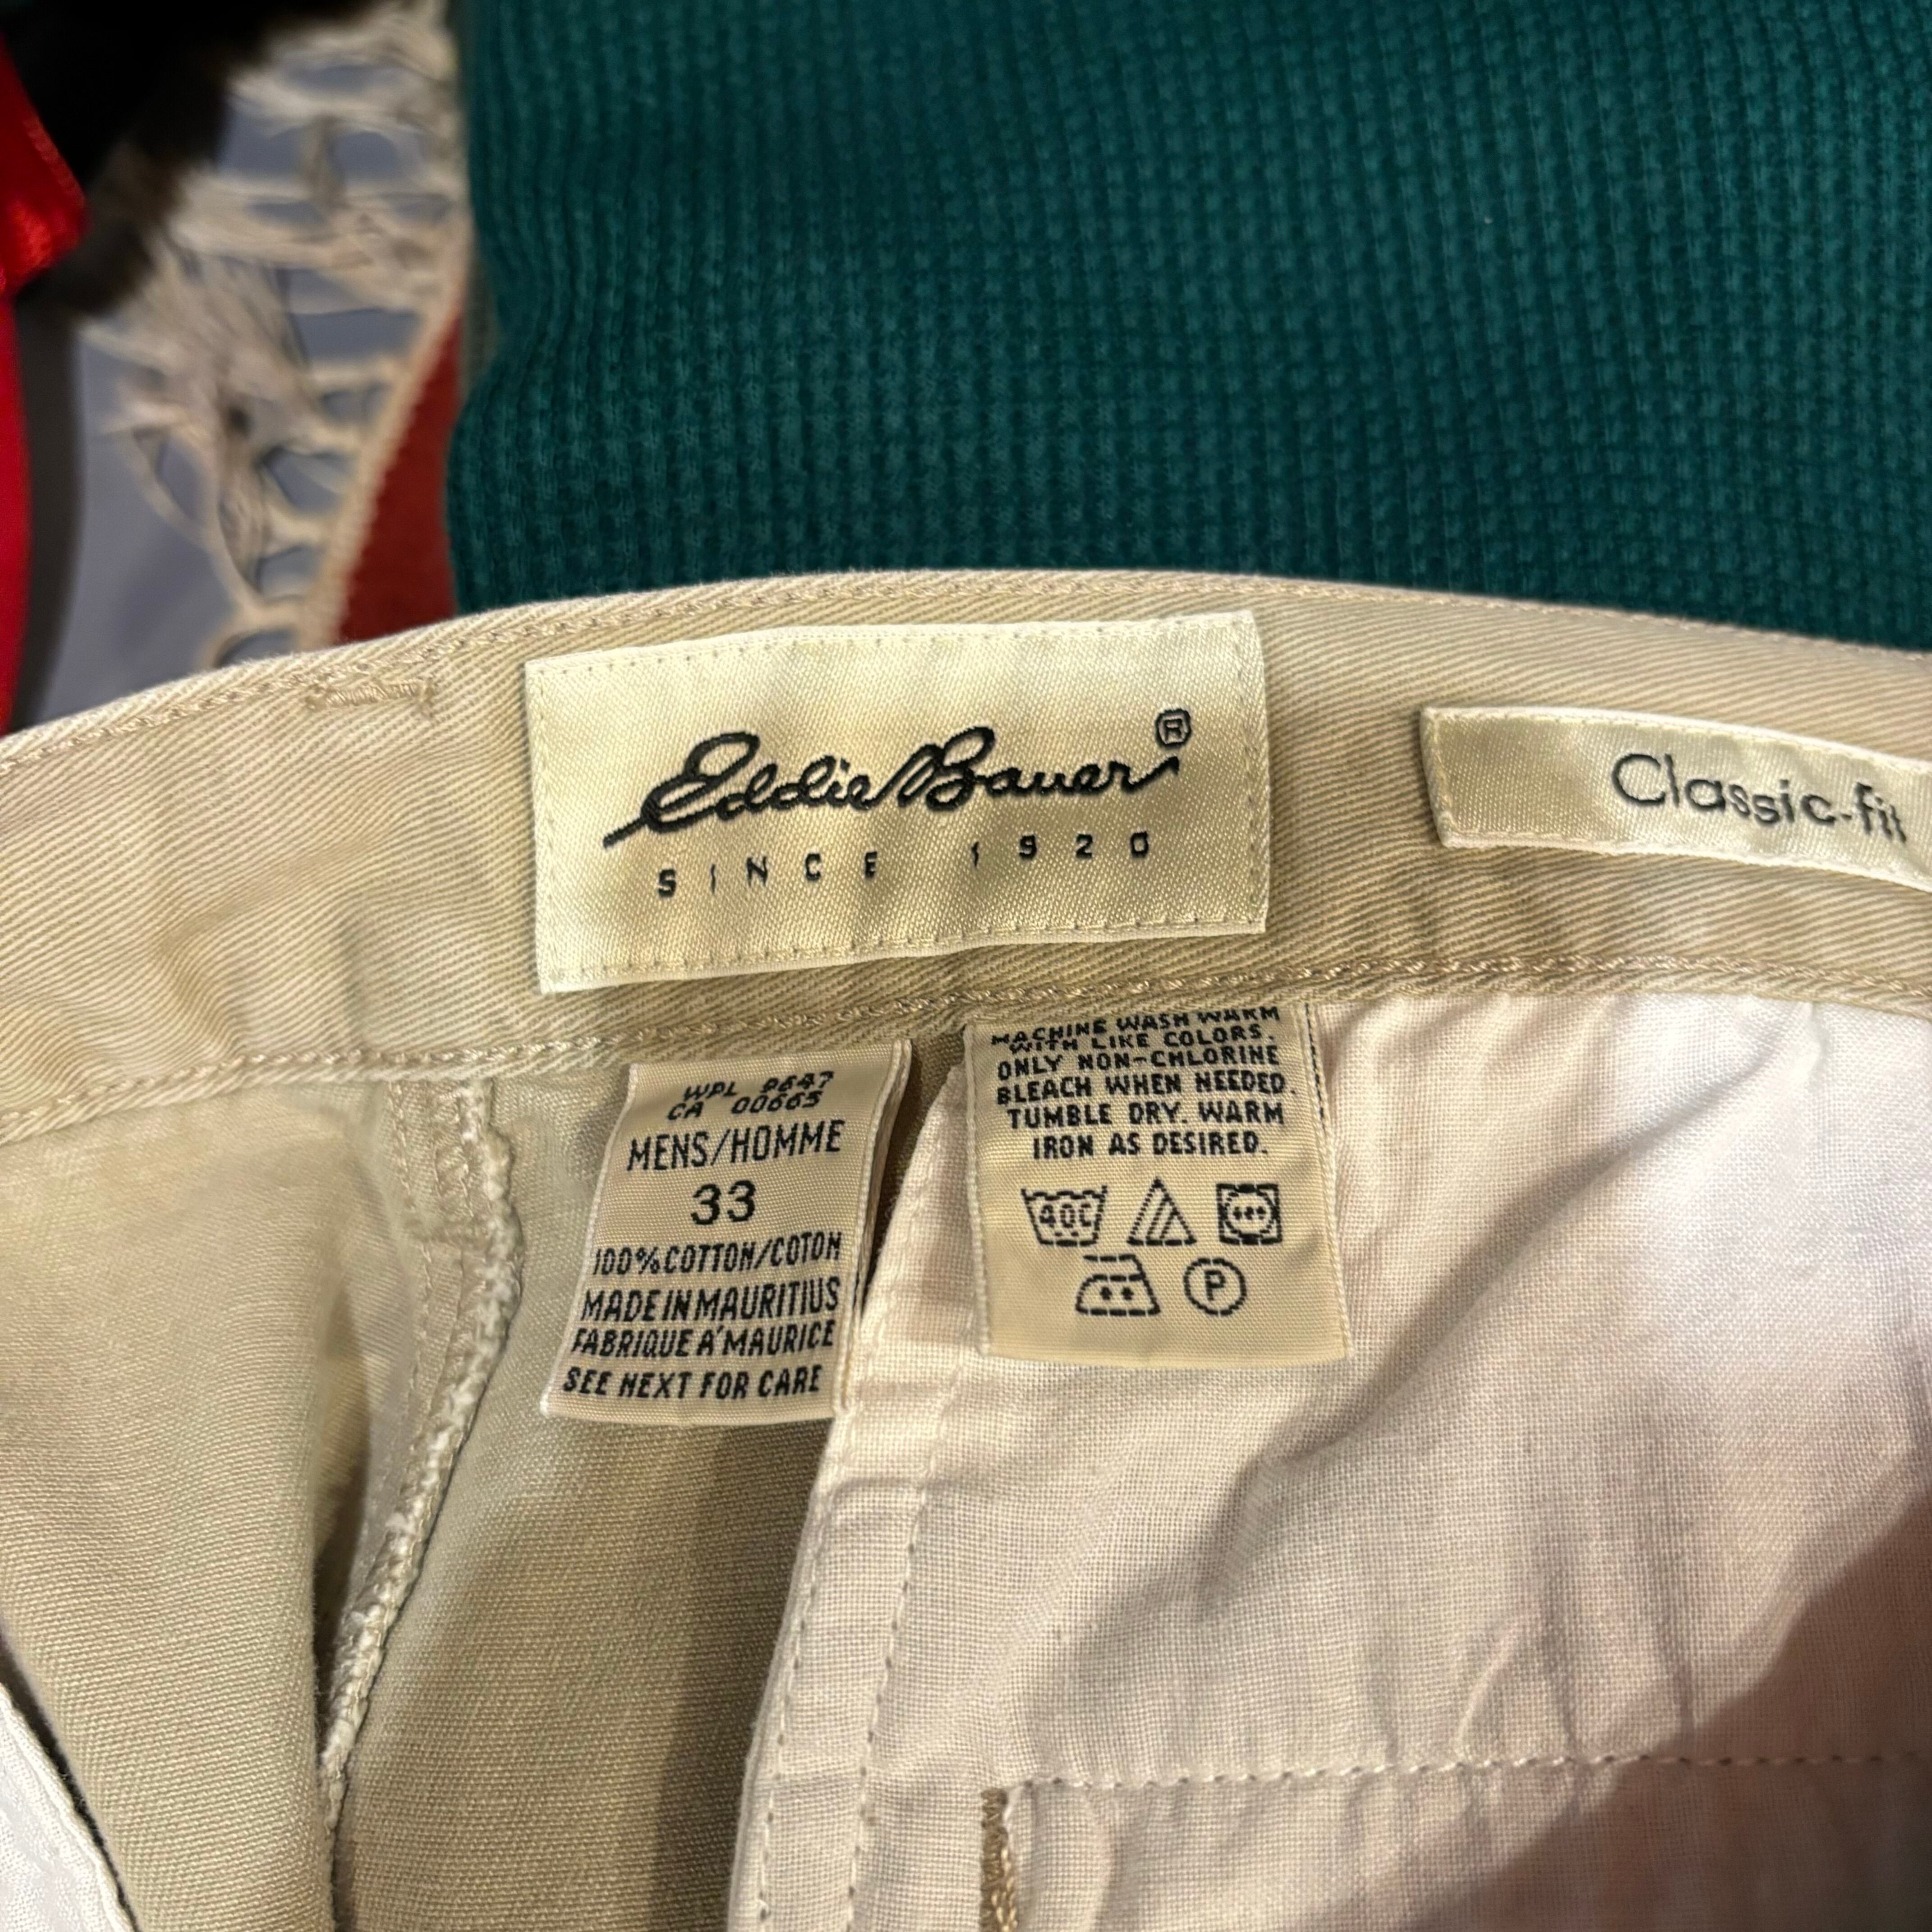 Eddie Bauer®
SINCE 1920
Classic-fit
WPL 9647
CA 00665
MENS/HOMME
33
100% COTTON/COTON
MADE IN MAURITIUS
FABRIQUE A'MAURICE
SEE NEXT FOR CARE
MACHINE WASH WARM
WITH LIKE COLORS.
ONLY NON-CHLORINE
BLEACH WHEN NEEDED.
TUMBLE DRY. WARM
IRON AS DESIRED.
40C
P